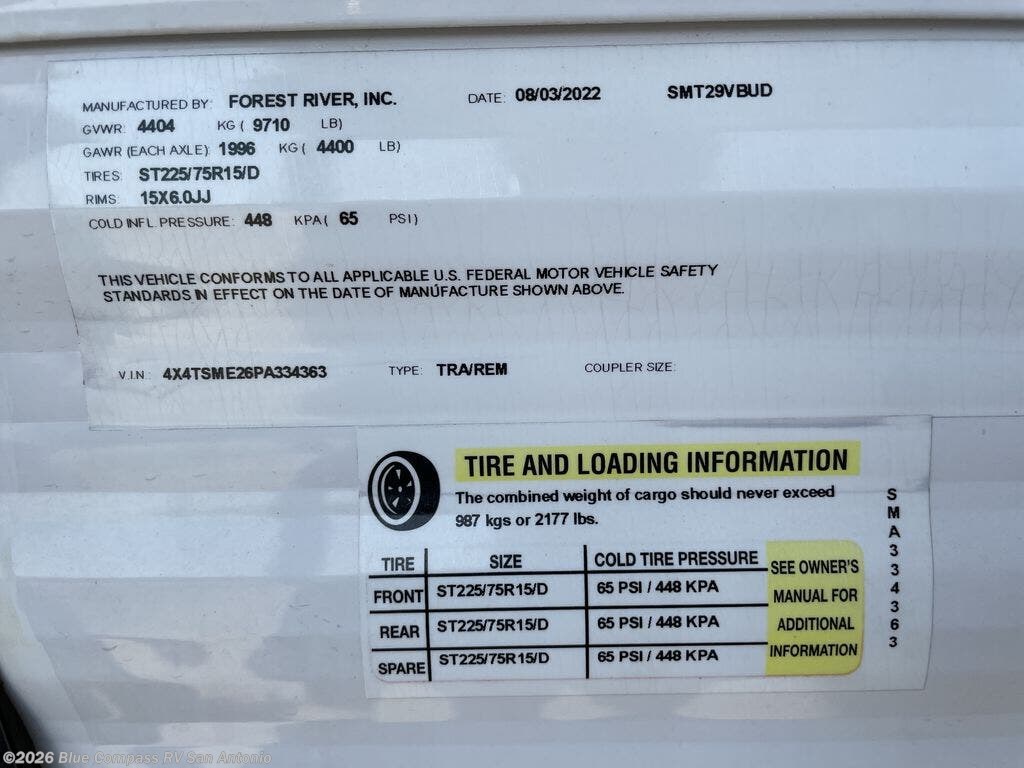 MANUFACTURED BY: FOREST RIVER, INC. DATE: 08/03/2022 SMT29VBUD
GVWR: 4404 KG ( 9710 LB)
GAWR (EACH AXLE) 1996 KG ( 4400 LB)
TIRES: ST225/75R15/D
RIMS: 15X6.0JJ
COLD INFL. PRESSURE: 448 KPA ( 65 PSI)
THIS VEHICLE CONFORMS TO ALL APPLICABLE U.S. FEDERAL MOTOR VEHICLE SAFETY
STANDARDS IN EFFECT ON THE DATE OF MANUFACTURE SHOWN ABOVE.
V.I.N.: 4X4TSME26PA334363 TYPE: TRA/REM COUPLER SIZE:
TIRE AND LOADING INFORMATION
The combined weight of cargo should never exceed
987 kgs or 2177 lbs.
TIRE SIZE COLD TIRE PRESSURE
FRONT ST225/75R15/D 65 PSI / 448 KPA
REAR ST225/75R15/D 65 PSI / 448 KPA
SPARE ST225/75R15/D 65 PSI / 448 KPA
SEE OWNER'S
MANUAL FOR
ADDITIONAL
INFORMATION
SMA334363
©2026 Blue Compass RV San Antonio